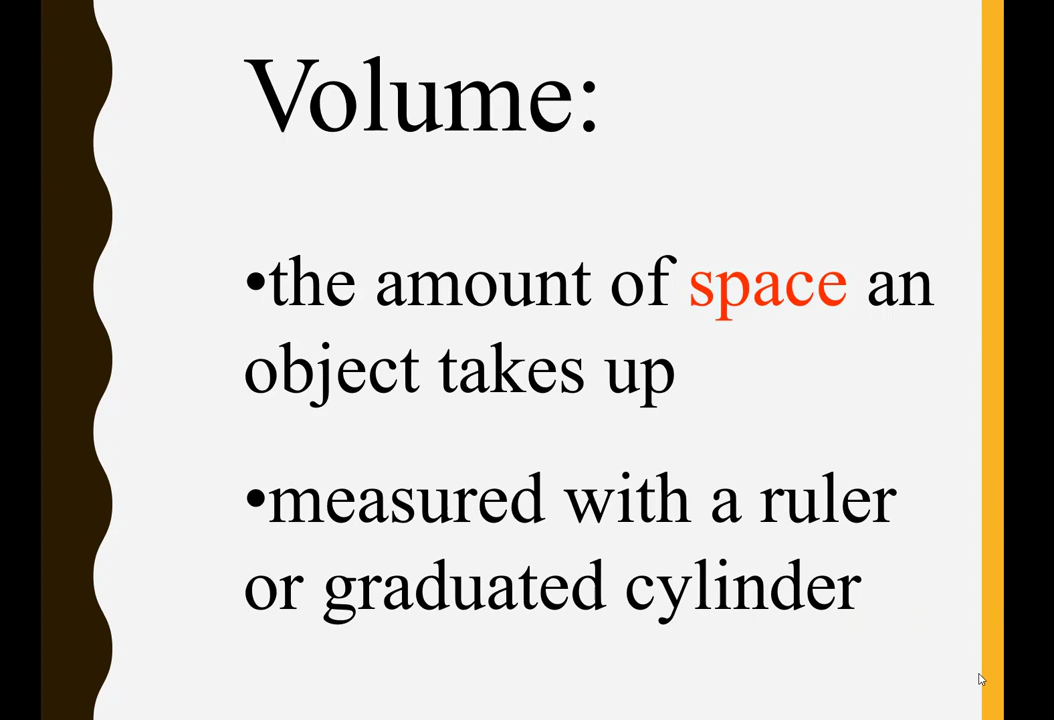 Volume:
•the amount of space an
object takes up
•measured with a ruler
or graduated cylinder